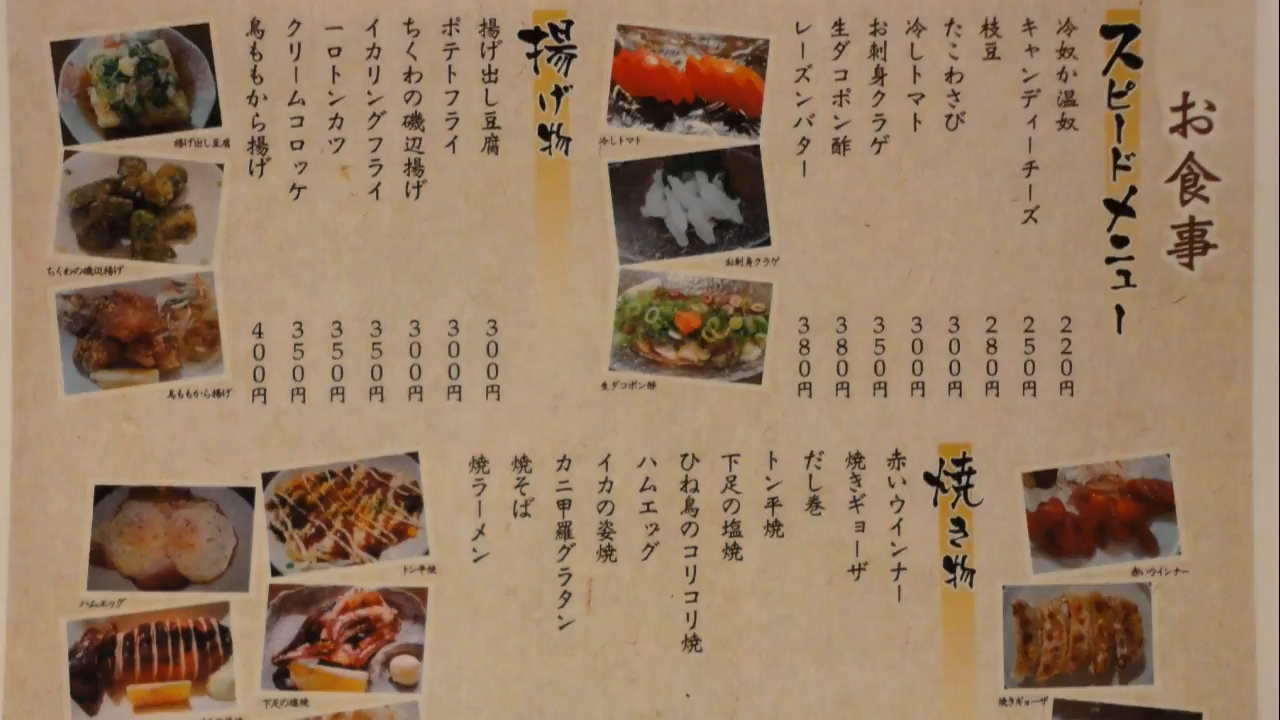 お食事
スピードメニュー
冷奴か温奴 220円
キャンディーチーズ 250円
枝豆 280円
たこわさび 300円
冷しトマト 300円
お刺身クラゲ 350円
生ダコポン酢 380円
レーズンバター 380円
冷しトマト
お刺身クラゲ
生ダコポン酢
揚げ物
揚げ出し豆腐 300円
ポテトフライ 300円
ちくわの磯辺揚げ 300円
イカリングフライ 350円
一口トンカツ 350円
クリームコロッケ 350円
鳥ももから揚げ 400円
揚げ出し豆腐
ちくわの磯辺揚げ
鳥ももから揚げ
赤いウインナー
焼きギョーザ
焼き物
赤いウインナー
焼きギョーザ
だし巻
トン平焼
下足の塩焼
ひね鳥のコリコリ焼
ハムエッグ
イカの姿焼
カニ甲羅グラタン
焼そば
焼ラーメン
トン平焼
下足の塩焼
ハムエッグ